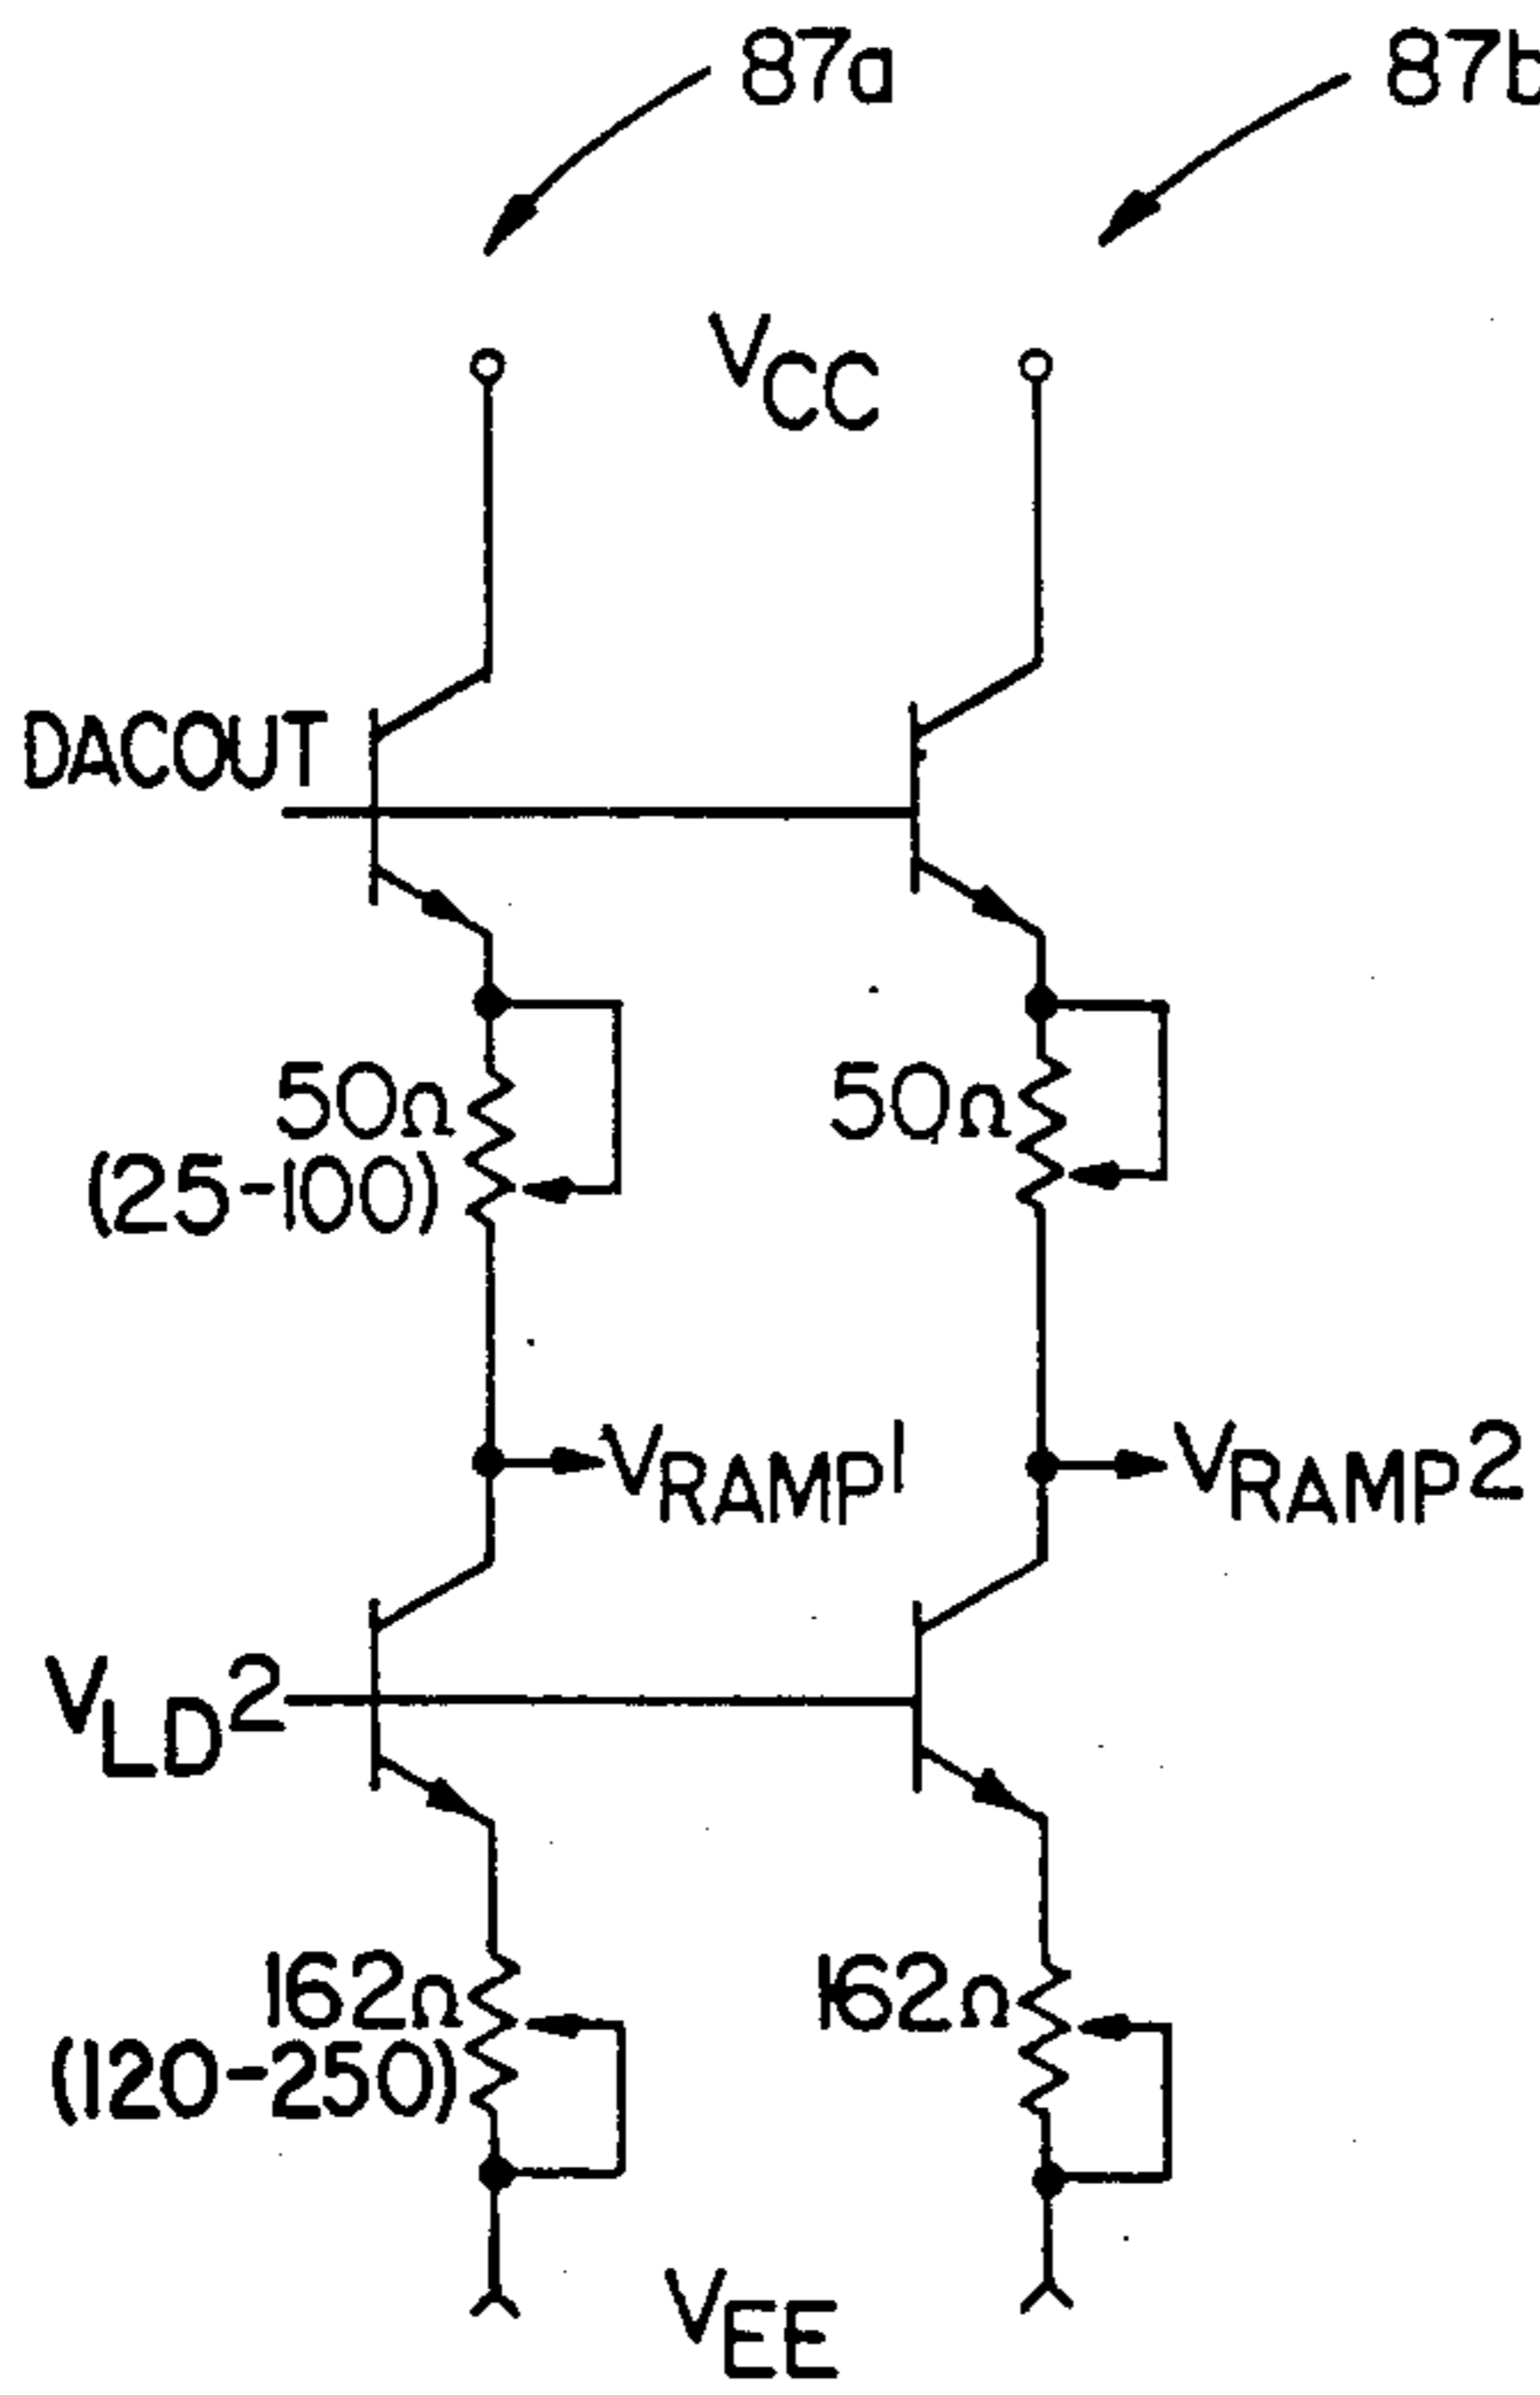 87a
87b
VCC
DACOUT
50Ω
(25-100)
50Ω
VRAMP1
VRAMP2
VLD2
162Ω
(120-250)
162Ω
VEE